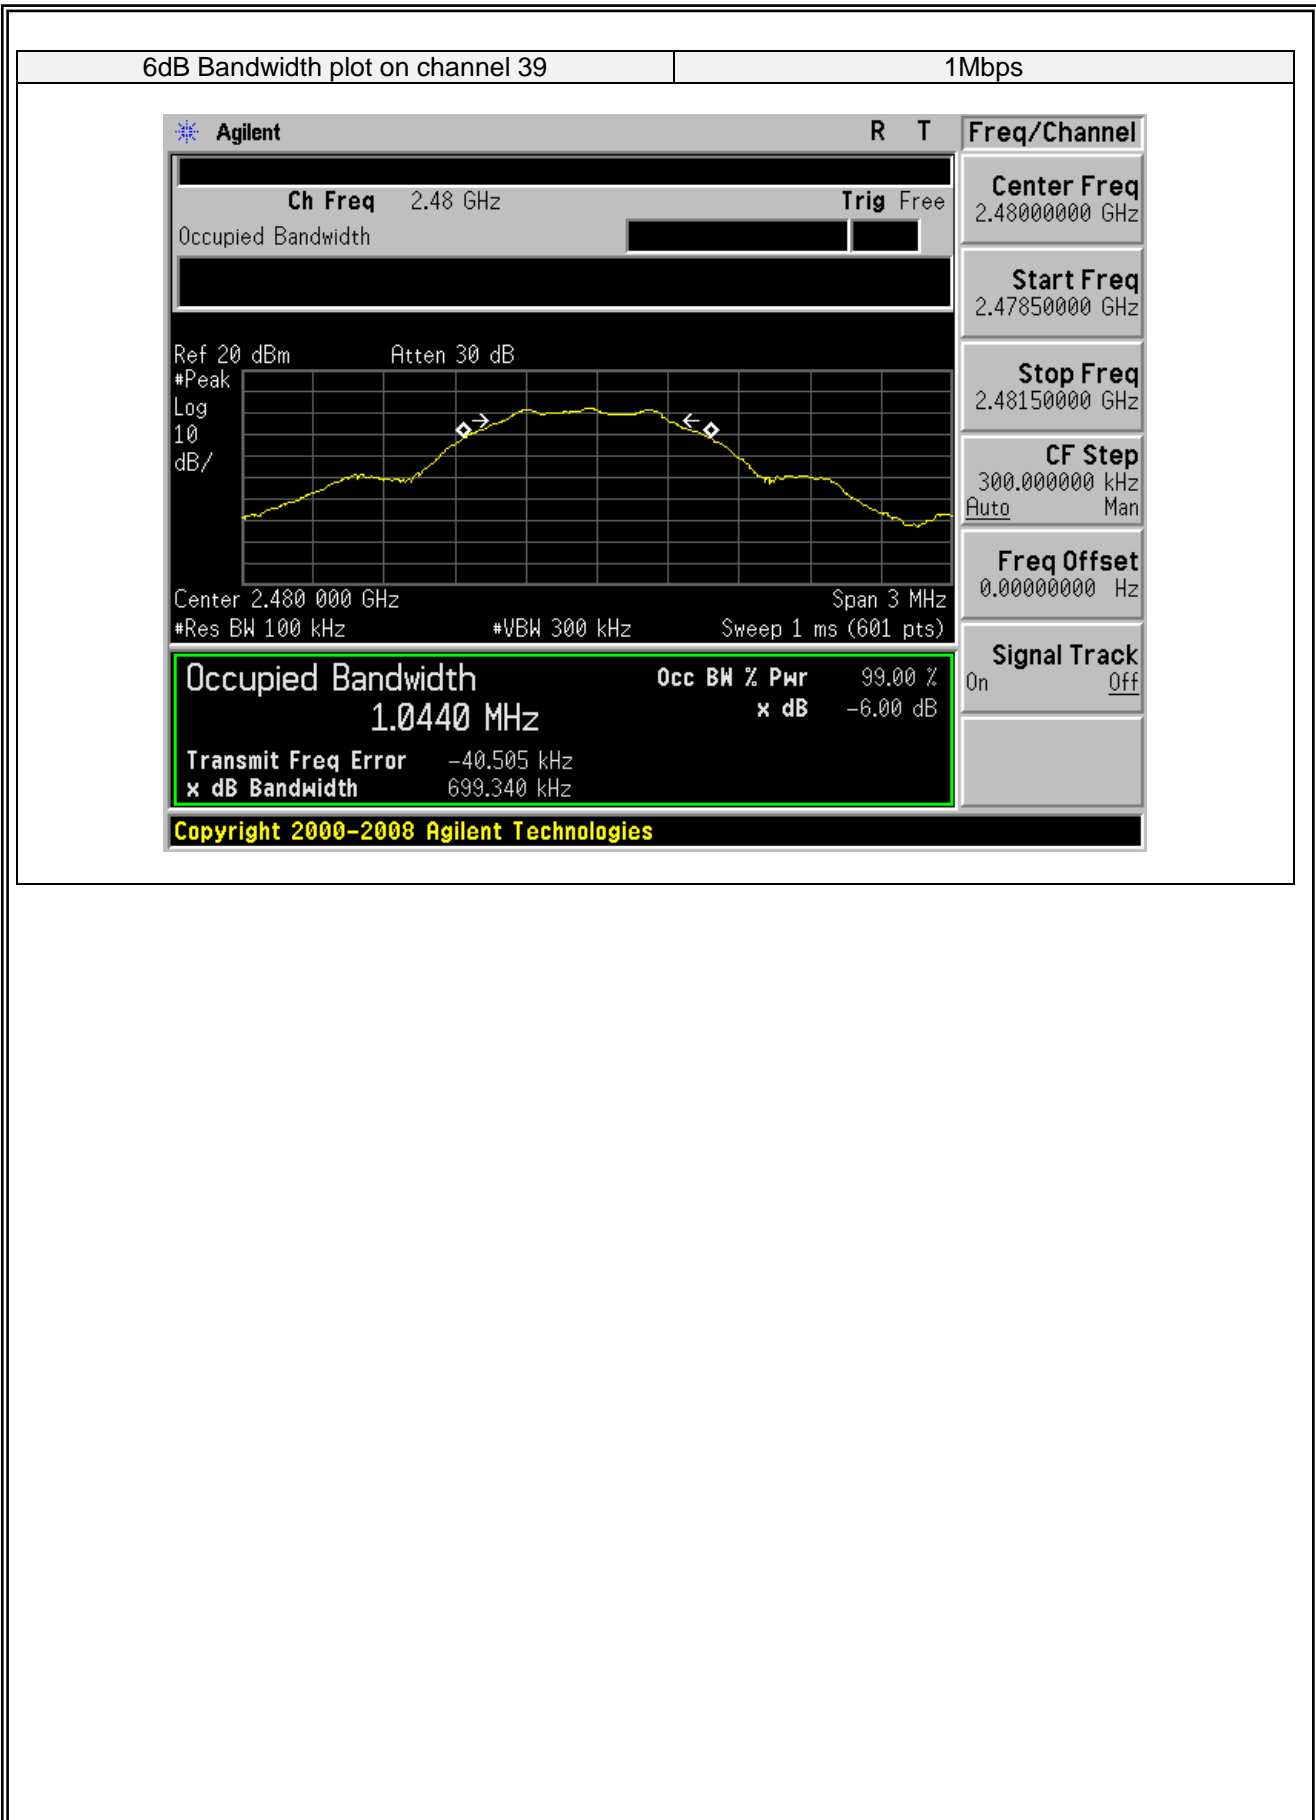 6dB Bandwidth plot on channel 39 1Mbps
Agilent R T Freq/Channel
Ch Freq 2.48 GHz Trig Free
Occupied Bandwidth
Center Freq
2.48000000 GHz
Start Freq
2.47850000 GHz
Stop Freq
2.48150000 GHz
CF Step
300.000000 kHz
Auto Man
Freq Offset
0.00000000 Hz
Signal Track
On Off
Ref 20 dBm Atten 30 dB
#Peak
Log
10
dB/
Center 2.480 000 GHz Span 3 MHz
#Res BW 100 kHz #VBW 300 kHz Sweep 1 ms (601 pts)
Occupied Bandwidth Occ BW % Pwr 99.00 %
1.0440 MHz x dB -6.00 dB
Transmit Freq Error -40.505 kHz
x dB Bandwidth 699.340 kHz
Copyright 2000-2008 Agilent Technologies